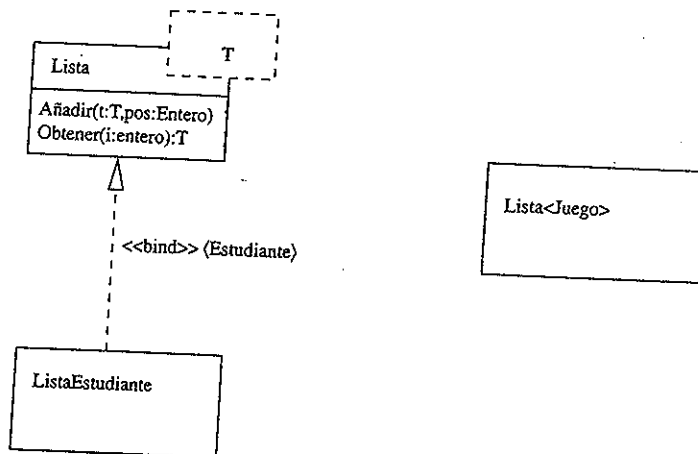 T
Lista
Añadir(t:T,pos:Entero)
Obtener(i:entero):T
Lista<Juego>
<<bind>> ⟨Estudiante⟩
ListaEstudiante